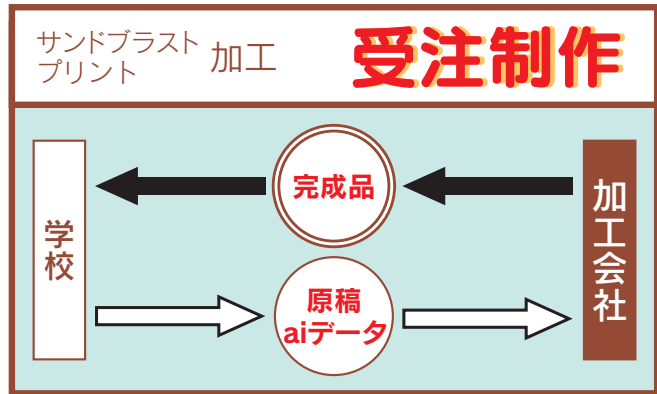 サンドブラスト
プリント
加工
受注制作
学校
完成品
加工会社
原稿
aiデータ